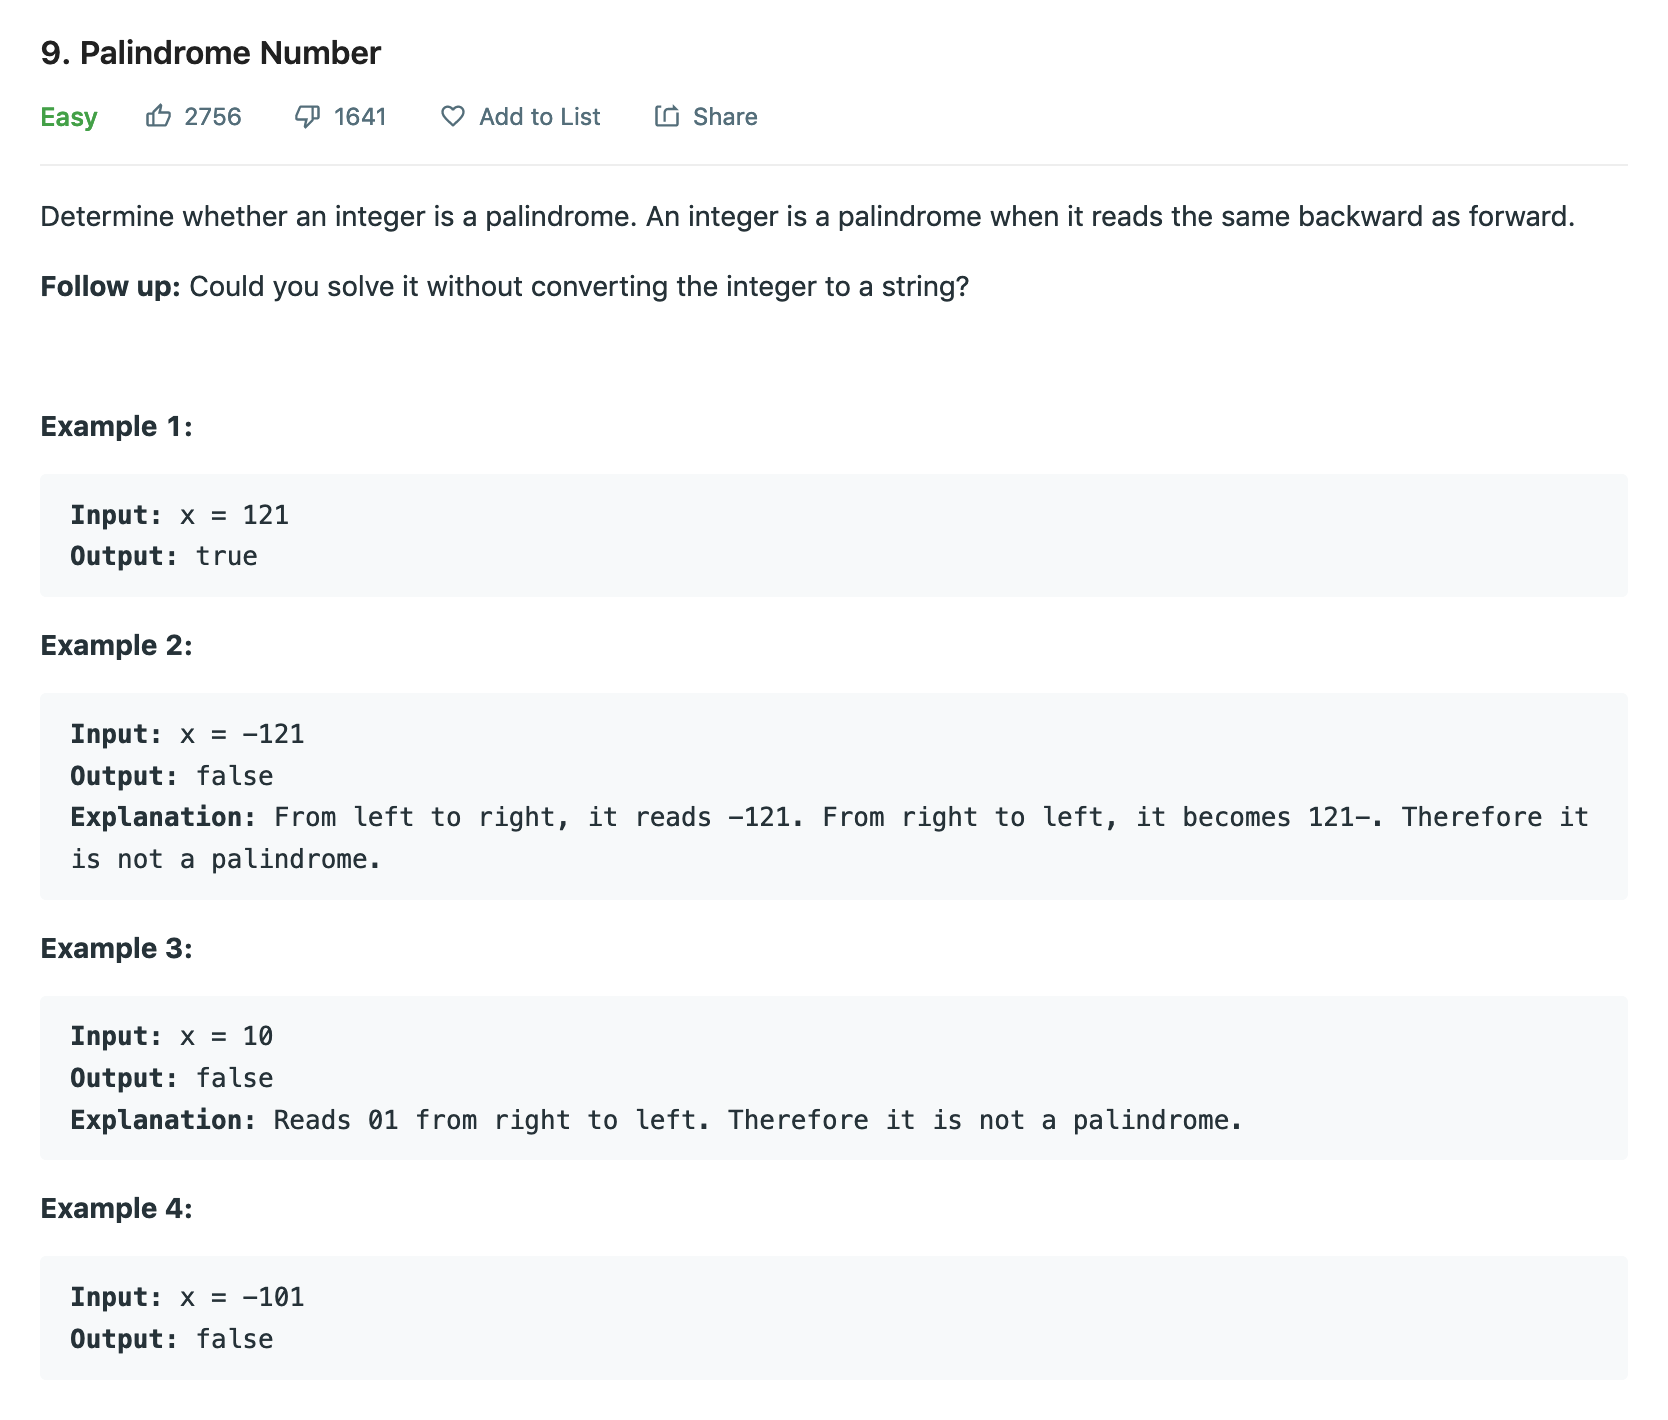 9. Palindrome Number
Easy 2756 1641 Add to List Share
Determine whether an integer is a palindrome. An integer is a palindrome when it reads the same backward as forward.
Follow up: Could you solve it without converting the integer to a string?
Example 1:
Input: x = 121
Output: true
Example 2:
Input: x = -121
Output: false
Explanation: From left to right, it reads -121. From right to left, it becomes 121-. Therefore it
is not a palindrome.
Example 3:
Input: x = 10
Output: false
Explanation: Reads 01 from right to left. Therefore it is not a palindrome.
Example 4:
Input: x = -101
Output: false